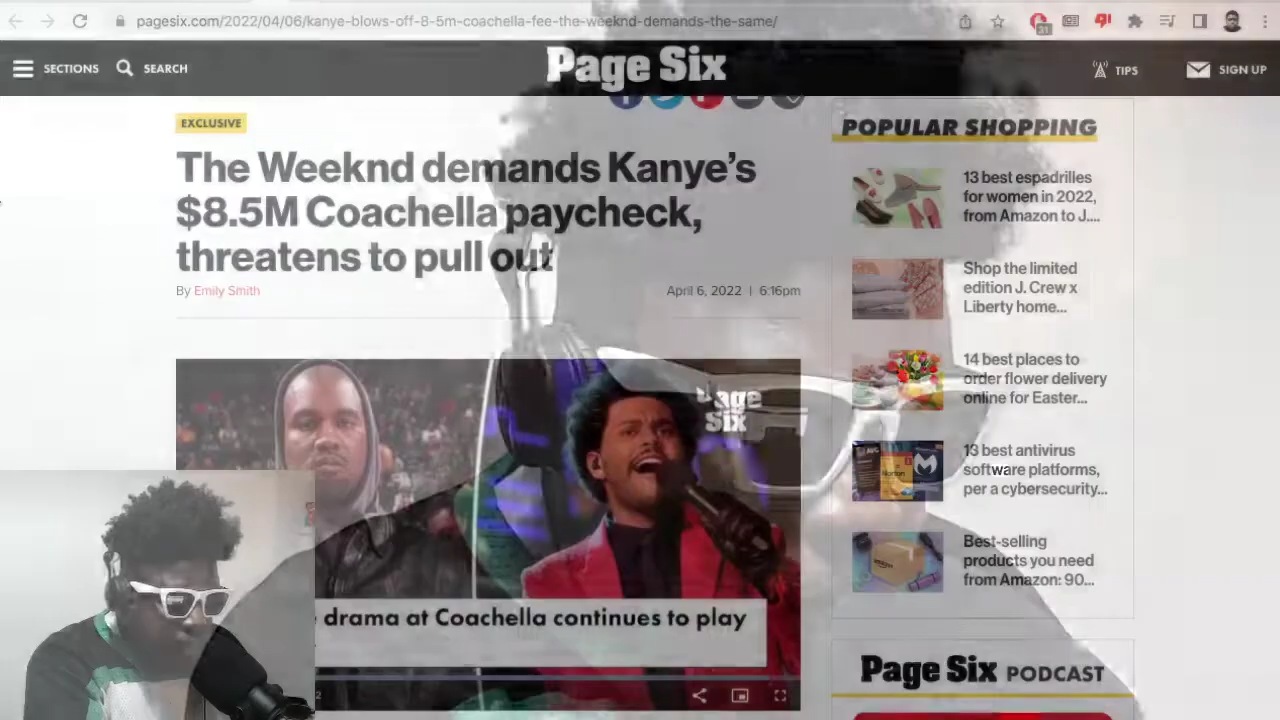 pagesix.com/2022/04/06/kanye-blows-off-8-5m-coachella-fee-the-weeknd-demands-the-same/
31
SECTIONS
SEARCH
Page Six
TIPS
SIGN UP
EXCLUSIVE
The Weeknd demands Kanye's
$8.5M Coachella paycheck,
threatens to pull out
By Emily Smith
April 6, 2022 | 6:16pm
Page
Six
drama at Coachella continues to play
POPULAR SHOPPING
13 best espadrilles
for women in 2022,
from Amazon to J....
Shop the limited
edition J. Crew x
Liberty home...
14 best places to
order flower delivery
online for Easter...
13 best antivirus
software platforms,
per a cybersecurity...
Norton
Best-selling
products you need
from Amazon: 90...
Page Six PODCAST